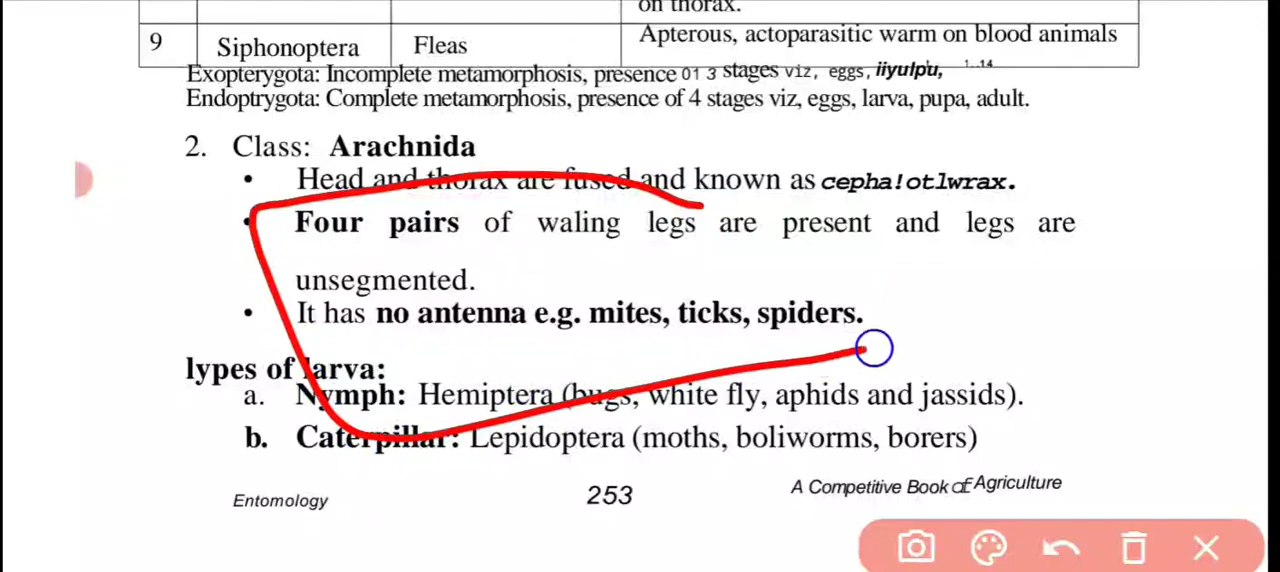 on thorax.
9 Siphonoptera Fleas Apterous, actoparasitic warm on blood animals
Exopterygota: Incomplete metamorphosis, presence 01 3 stages viz, eggs, iiyulpu, 1..14
Endoptrygota: Complete metamorphosis, presence of 4 stages viz, eggs, larva, pupa, adult.
2. Class: Arachnida
• Head and thorax are fused and known as cepha!otlwrax.
• Four pairs of waling legs are present and legs are
unsegmented.
• It has no antenna e.g. mites, ticks, spiders.
lypes of larva:
a. Nymph: Hemiptera (bugs, white fly, aphids and jassids).
b. Caterpillar: Lepidoptera (moths, boliworms, borers)
Entomology 253 A Competitive Book of Agriculture